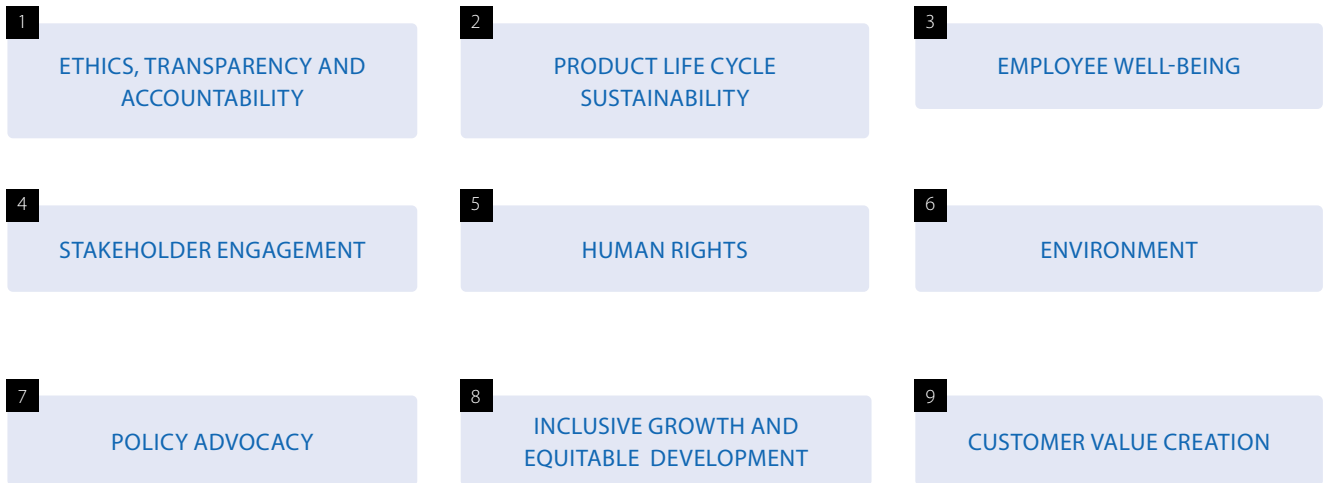 1
ETHICS, TRANSPARENCY AND
ACCOUNTABILITY
2
PRODUCT LIFE CYCLE
SUSTAINABILITY
3
EMPLOYEE WELL-BEING
4
STAKEHOLDER ENGAGEMENT
5
HUMAN RIGHTS
6
ENVIRONMENT
7
POLICY ADVOCACY
8
INCLUSIVE GROWTH AND
EQUITABLE DEVELOPMENT
9
CUSTOMER VALUE CREATION